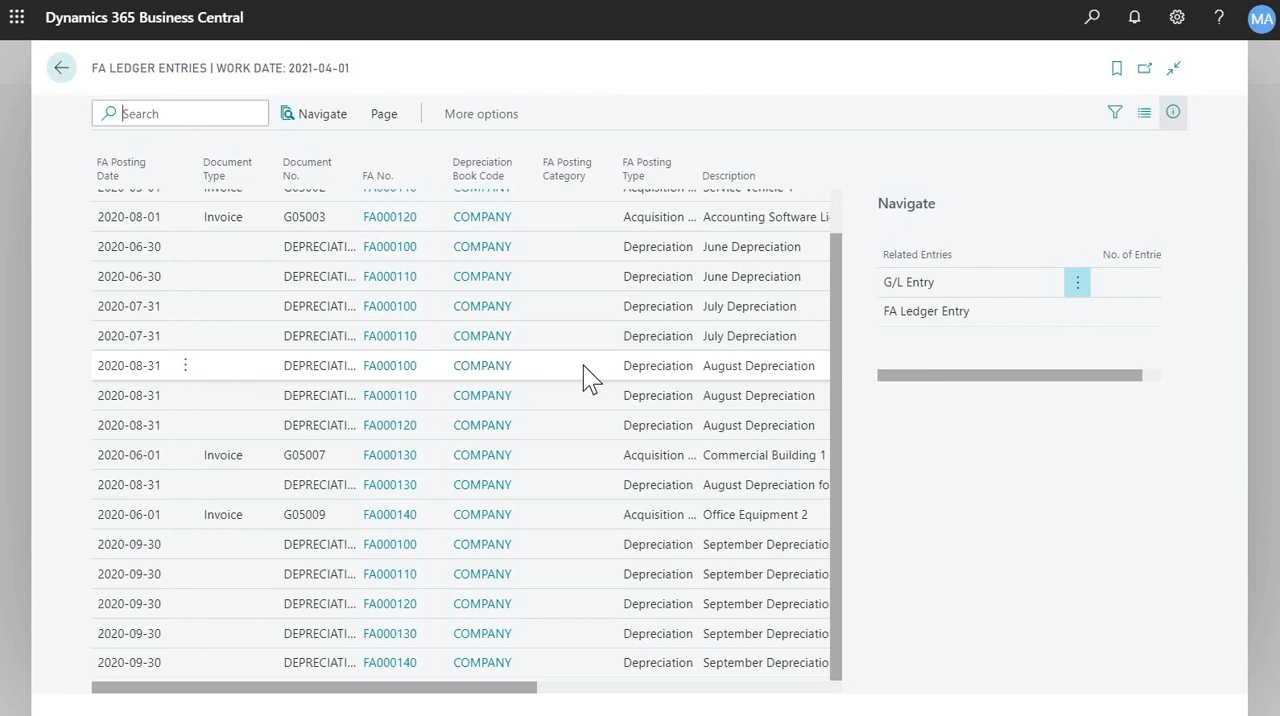 Dynamics 365 Business Central
MA
FA LEDGER ENTRIES | WORK DATE: 2021-04-01
Search Navigate Page More options
FA Posting Date Document Type Document No. FA No. Depreciation Book Code FA Posting Category FA Posting Type Description
2020-08-01 Invoice G05003 FA000120 COMPANY Acquisition ... Accounting Software Li
2020-06-30 DEPRECIATI... FA000100 COMPANY Depreciation June Depreciation
2020-06-30 DEPRECIATI... FA000110 COMPANY Depreciation June Depreciation
2020-07-31 DEPRECIATI... FA000100 COMPANY Depreciation July Depreciation
2020-07-31 DEPRECIATI... FA000110 COMPANY Depreciation July Depreciation
2020-08-31 DEPRECIATI... FA000100 COMPANY Depreciation August Depreciation
2020-08-31 DEPRECIATI... FA000110 COMPANY Depreciation August Depreciation
2020-08-31 DEPRECIATI... FA000120 COMPANY Depreciation August Depreciation
2020-06-01 Invoice G05007 FA000130 COMPANY Acquisition ... Commercial Building 1
2020-08-31 DEPRECIATI... FA000130 COMPANY Depreciation August Depreciation fo
2020-06-01 Invoice G05009 FA000140 COMPANY Acquisition ... Office Equipment 2
2020-09-30 DEPRECIATI... FA000100 COMPANY Depreciation September Depreciatio
2020-09-30 DEPRECIATI... FA000110 COMPANY Depreciation September Depreciatio
2020-09-30 DEPRECIATI... FA000120 COMPANY Depreciation September Depreciatio
2020-09-30 DEPRECIATI... FA000130 COMPANY Depreciation September Depreciatio
2020-09-30 DEPRECIATI... FA000140 COMPANY Depreciation September Depreciatio
Navigate
Related Entries No. of Entrie
G/L Entry
FA Ledger Entry